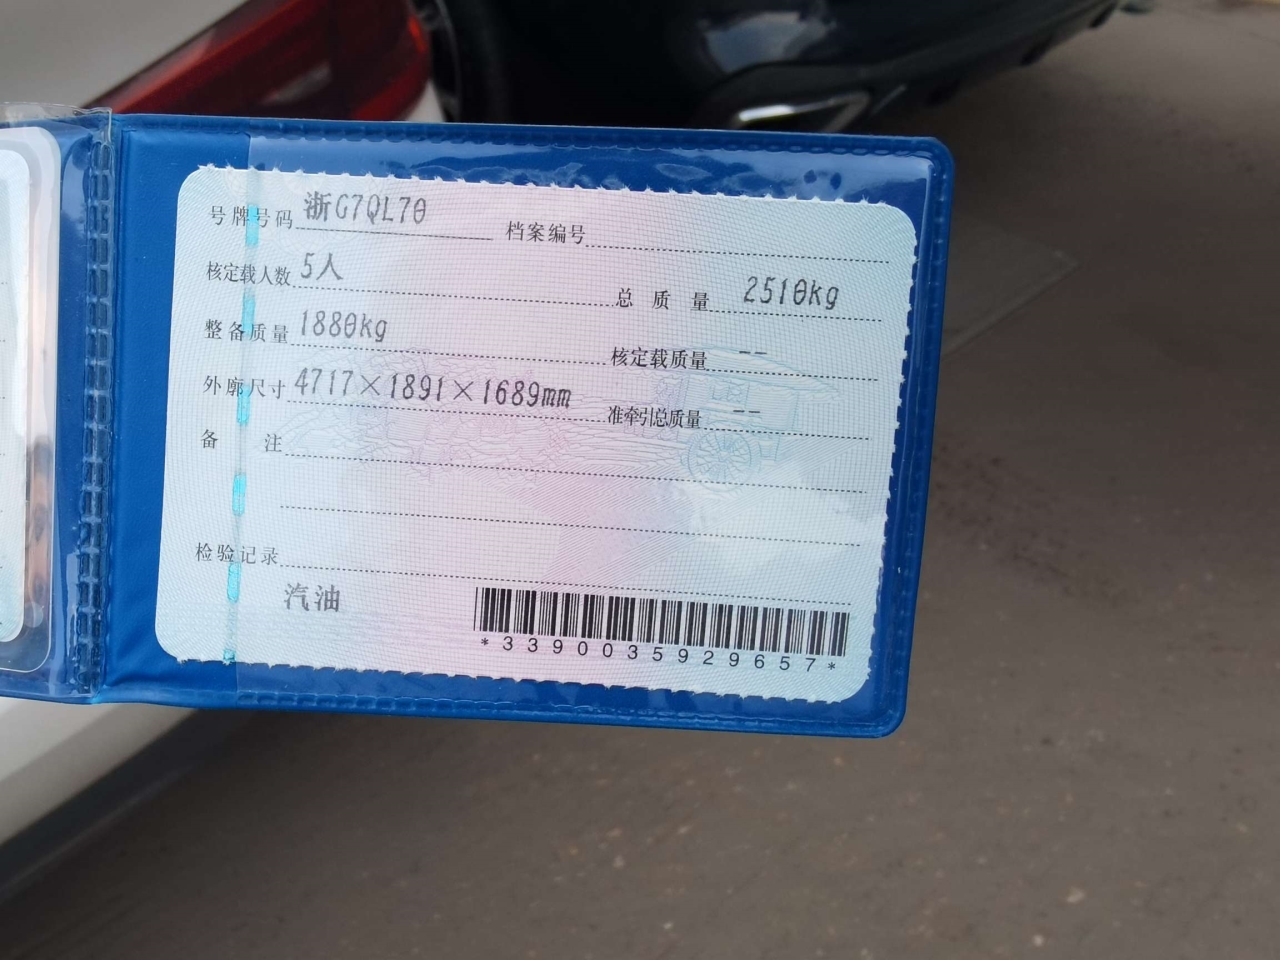 号牌号码 浙G7QL70 档案编号
核定载人数 5人 总质量 2510kg
整备质量 1880kg 核定载质量 --
外廓尺寸 4717×1891×1689mm 准牵引总质量 --
备注
检验记录
汽油
*3390035929657*